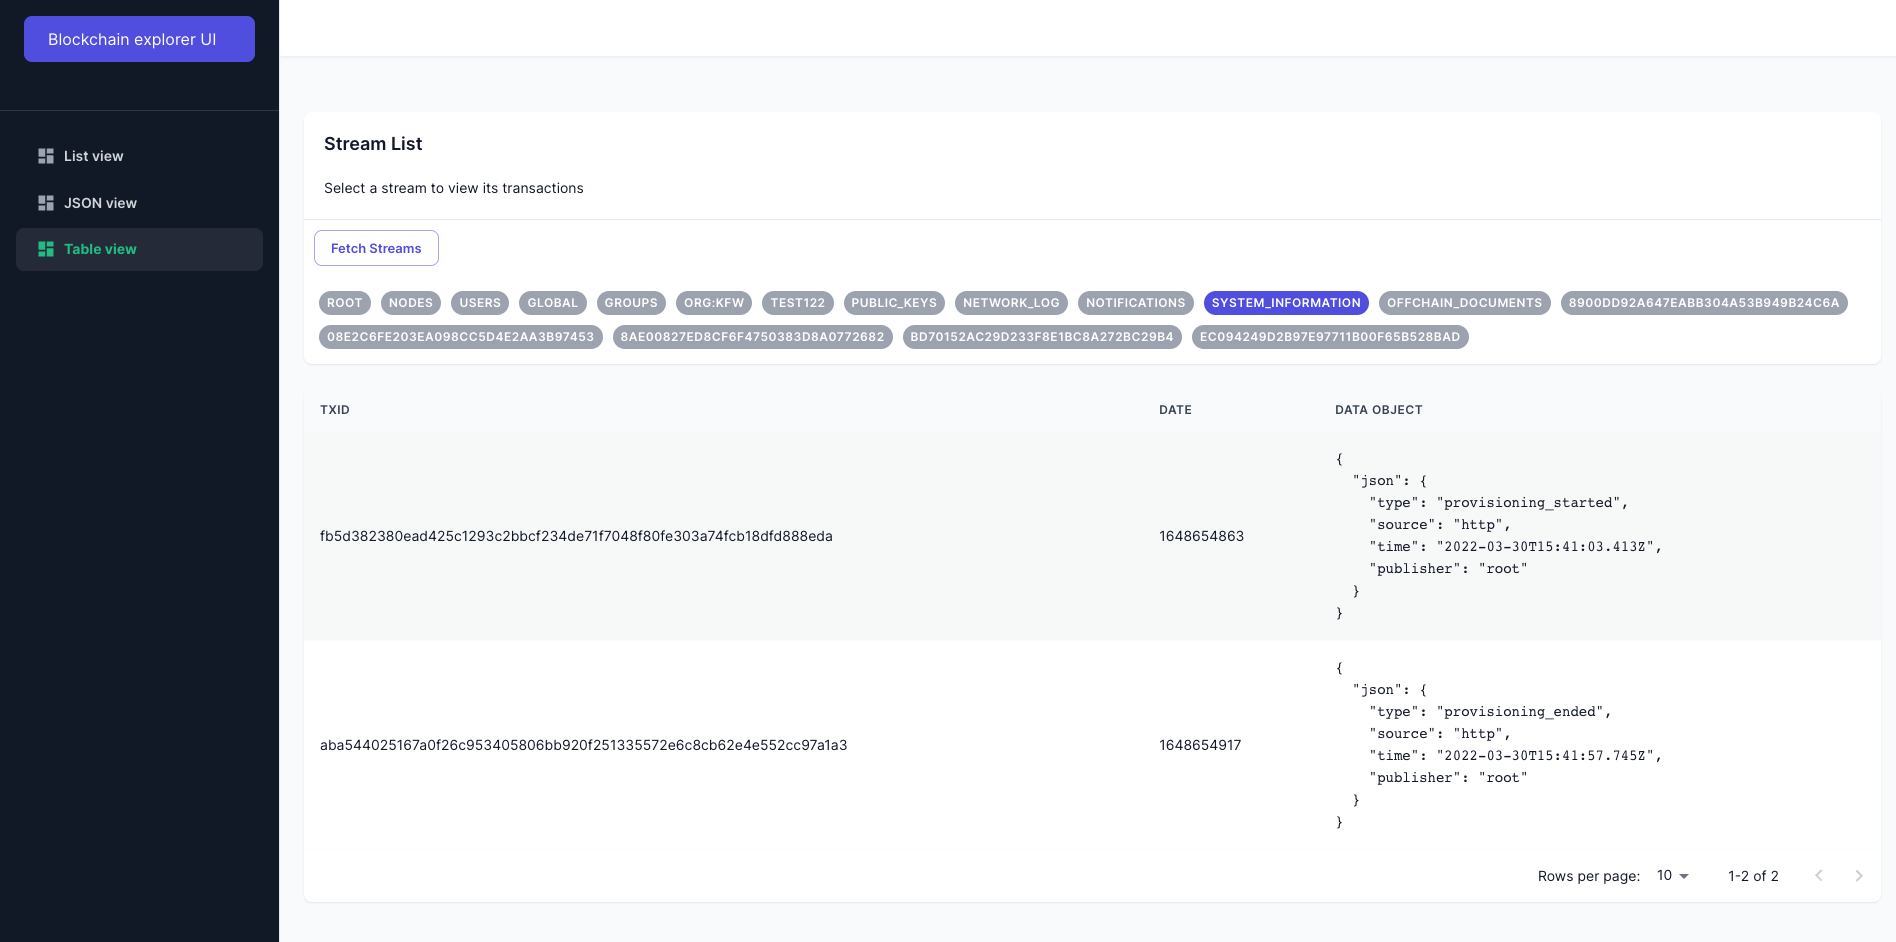 Blockchain explorer UI
List view
JSON view
Table view
Stream List
Select a stream to view its transactions
Fetch Streams
ROOT NODES USERS GLOBAL GROUPS ORG:KFW TEST122 PUBLIC_KEYS NETWORK_LOG NOTIFICATIONS SYSTEM_INFORMATION OFFCHAIN_DOCUMENTS 8900DD92A647EABB304A53B949B24C6A
08E2C6FE203EA098CC5D4E2AA3B97453 8AE00827ED8CF6F4750383D8A0772682 BD70152AC29D233F8E1BC8A272BC29B4 EC094249D2B97E97711B00F65B528BAD
TXID DATE DATA OBJECT
{
"json": {
"type": "provisioning_started",
"source": "http",
fb5d382380ead425c1293c2bbcf234de71f7048f80fe303a74fcb18dfd888eda 1648654863
"time": "2022-03-30T15:41:03.413Z",
"publisher": "root"
}
}
{
"json": {
"type": "provisioning_ended",
"source": "http",
aba544025167a0f26c953405806bb920f251335572e6c8cb62e4e552cc97a1a3 1648654917
"time": "2022-03-30T15:41:57.745Z",
"publisher": "root"
}
}
Rows per page: 10 1-2 of 2